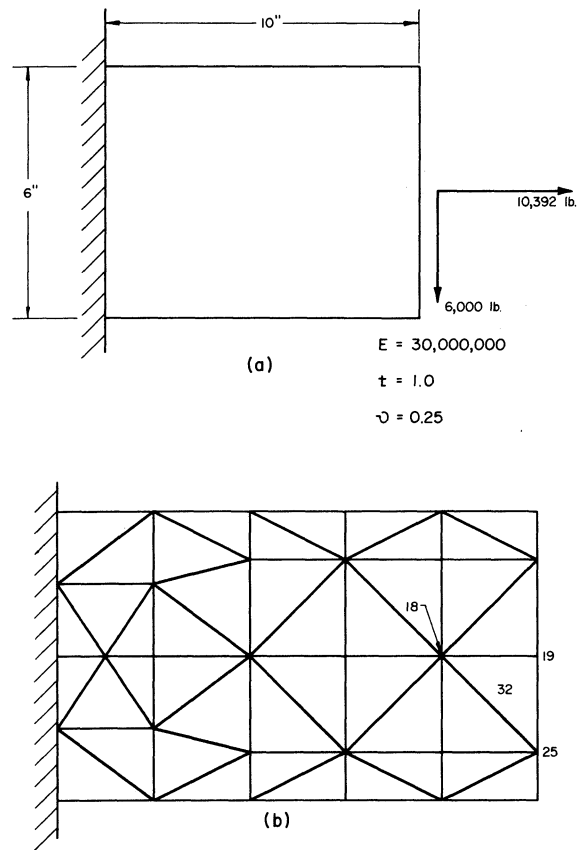 10"
6"
10,392 lb.
6,000 lb.
(a)
E = 30,000,000
t = 1.0
υ = 0.25
18
19
32
25
(b)